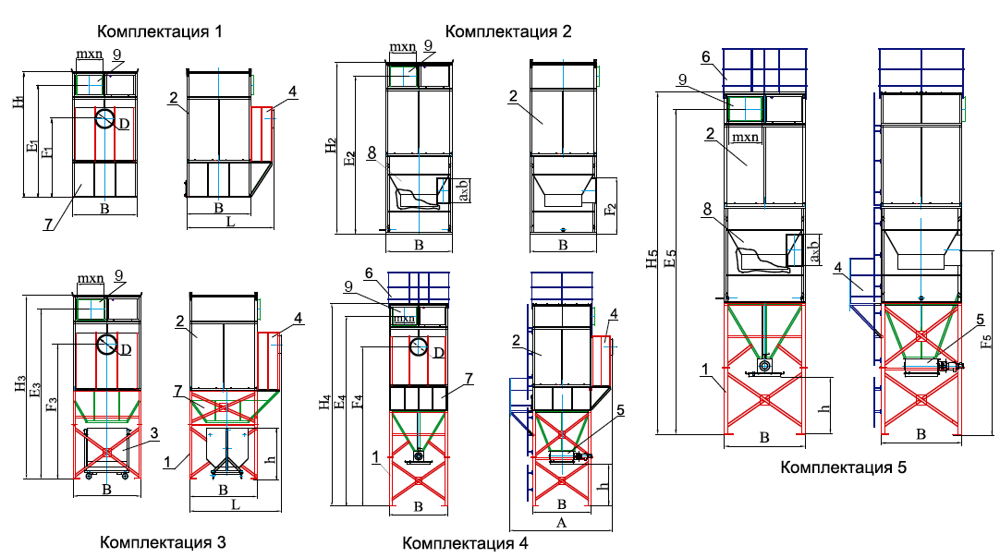 Комплектация 1
mxn
9
H1
E1
F1
D
B
7
2
4
B
L
Комплектация 2
mxn
9
H2
E2
8
axb
B
2
F2
B
6
9
mxn
2
H5
E5
8
axb
1
h
B
4
5
F5
B
Комплектация 5
mxn
9
H3
E3
F3
D
3
B
2
4
7
1
h
B
L
Комплектация 3
6
9
mxn
D
H4
E4
F4
7
1
B
2
4
5
h
B
A
Комплектация 4